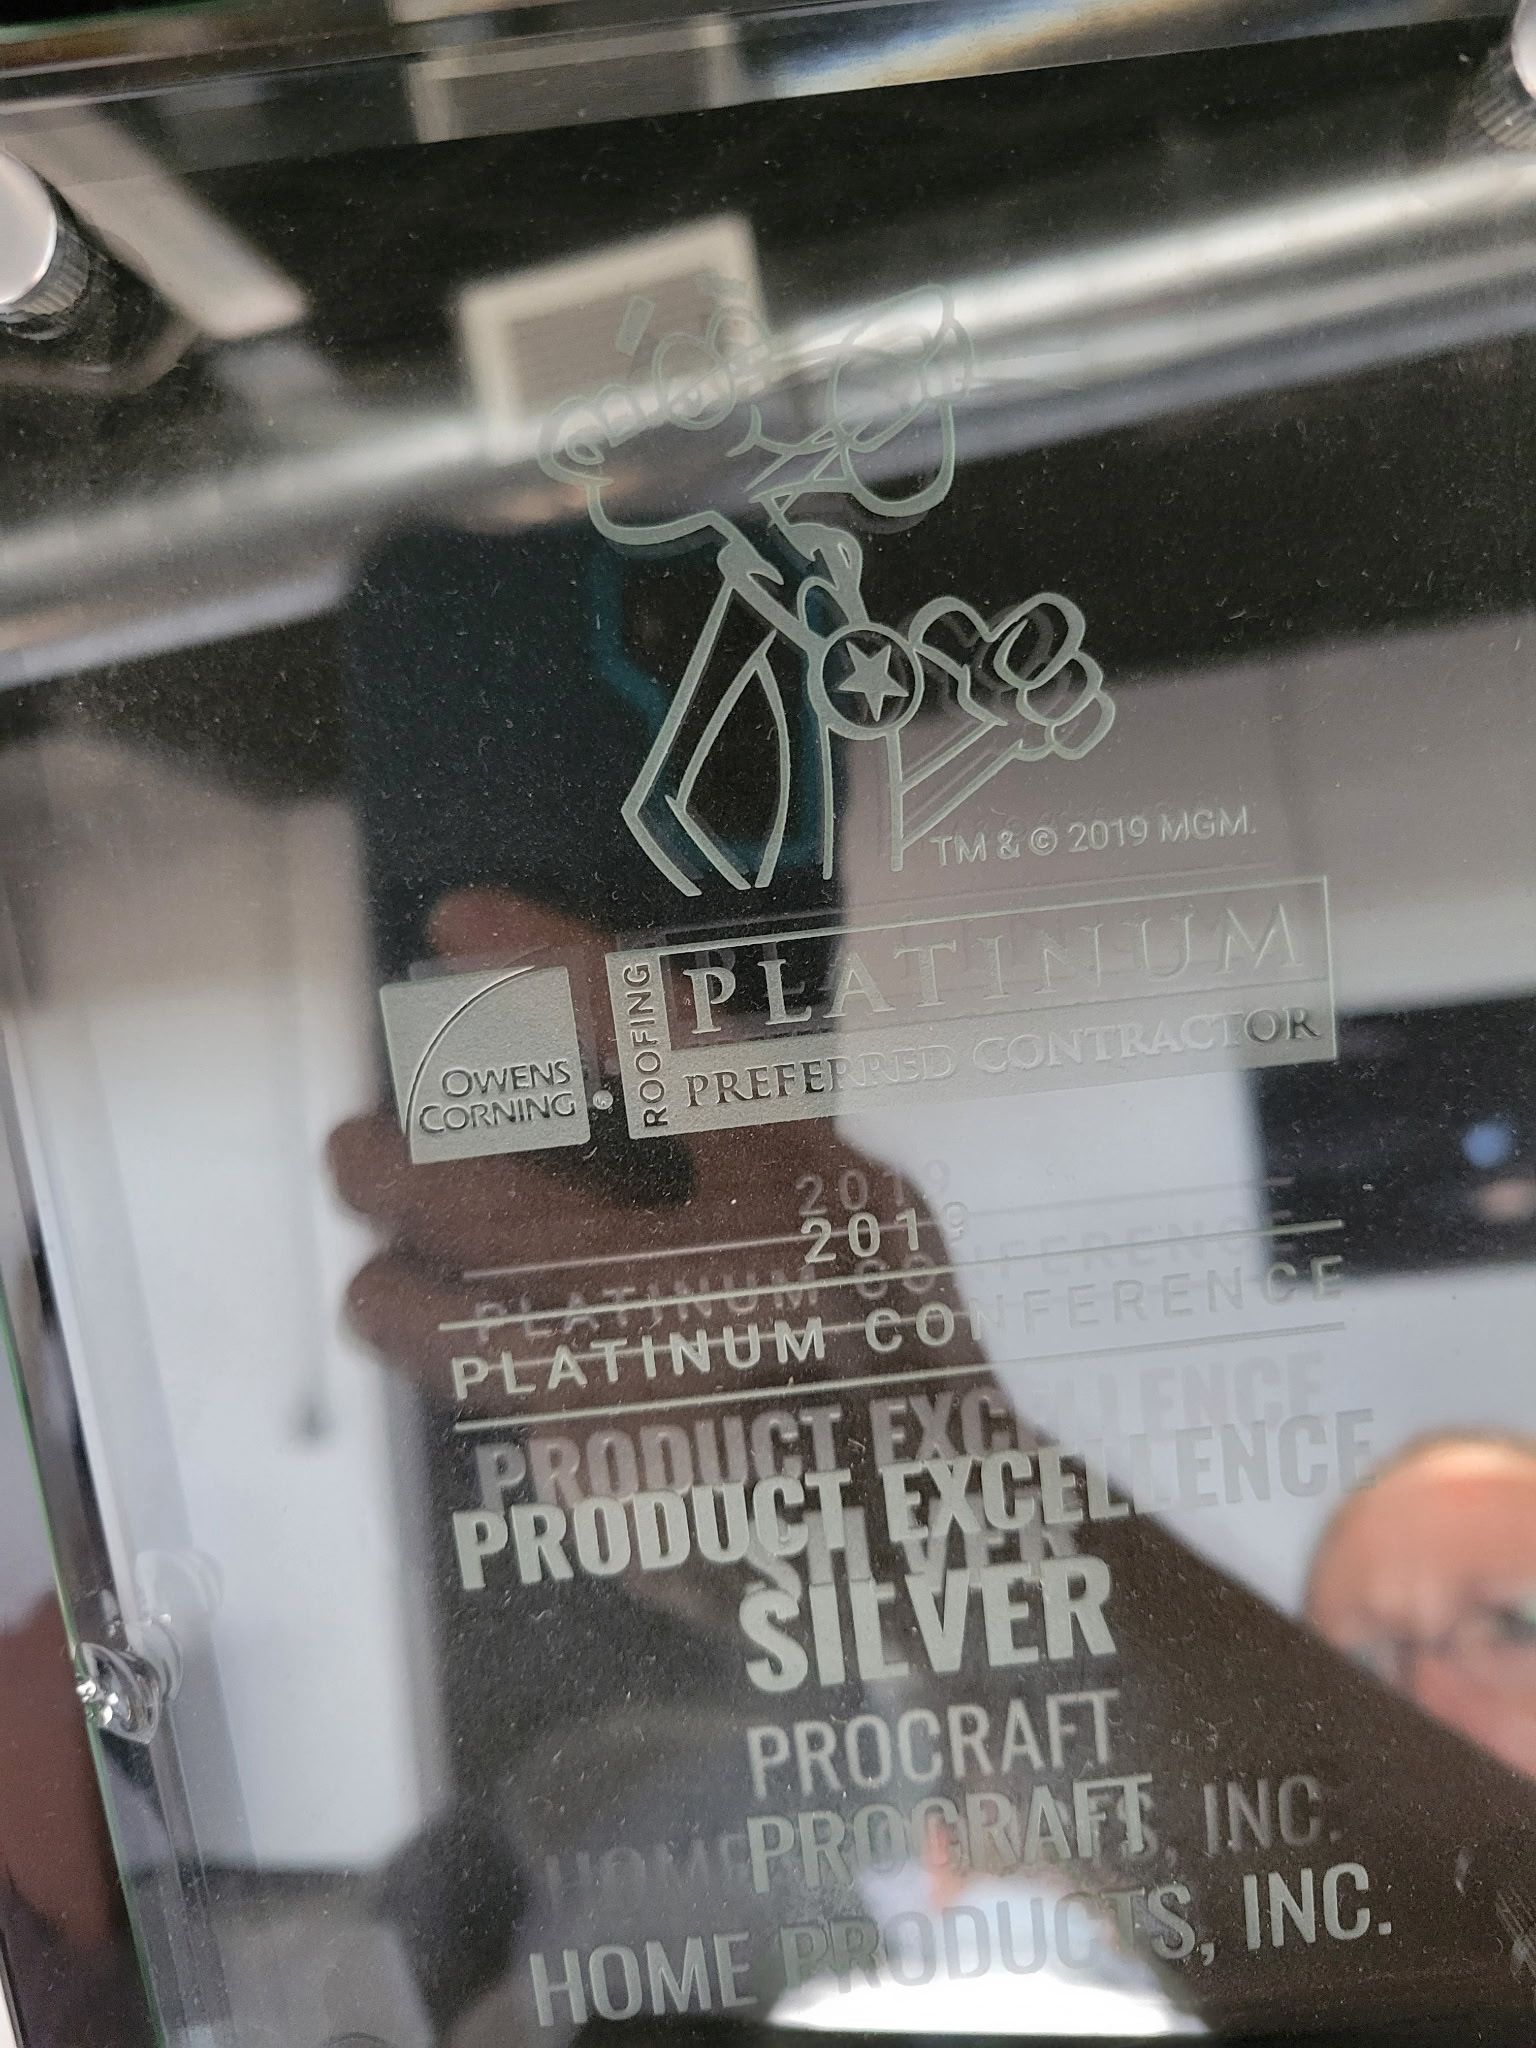 TM & © 2019 MGM.
OWENS
CORNING
®
ROOFING
PLATINUM
PREFERRED CONTRACTOR
2019
PLATINUM CONFERENCE
PRODUCT EXCELLENCE
SILVER
PROCRAFT
HOME PRODUCTS, INC.